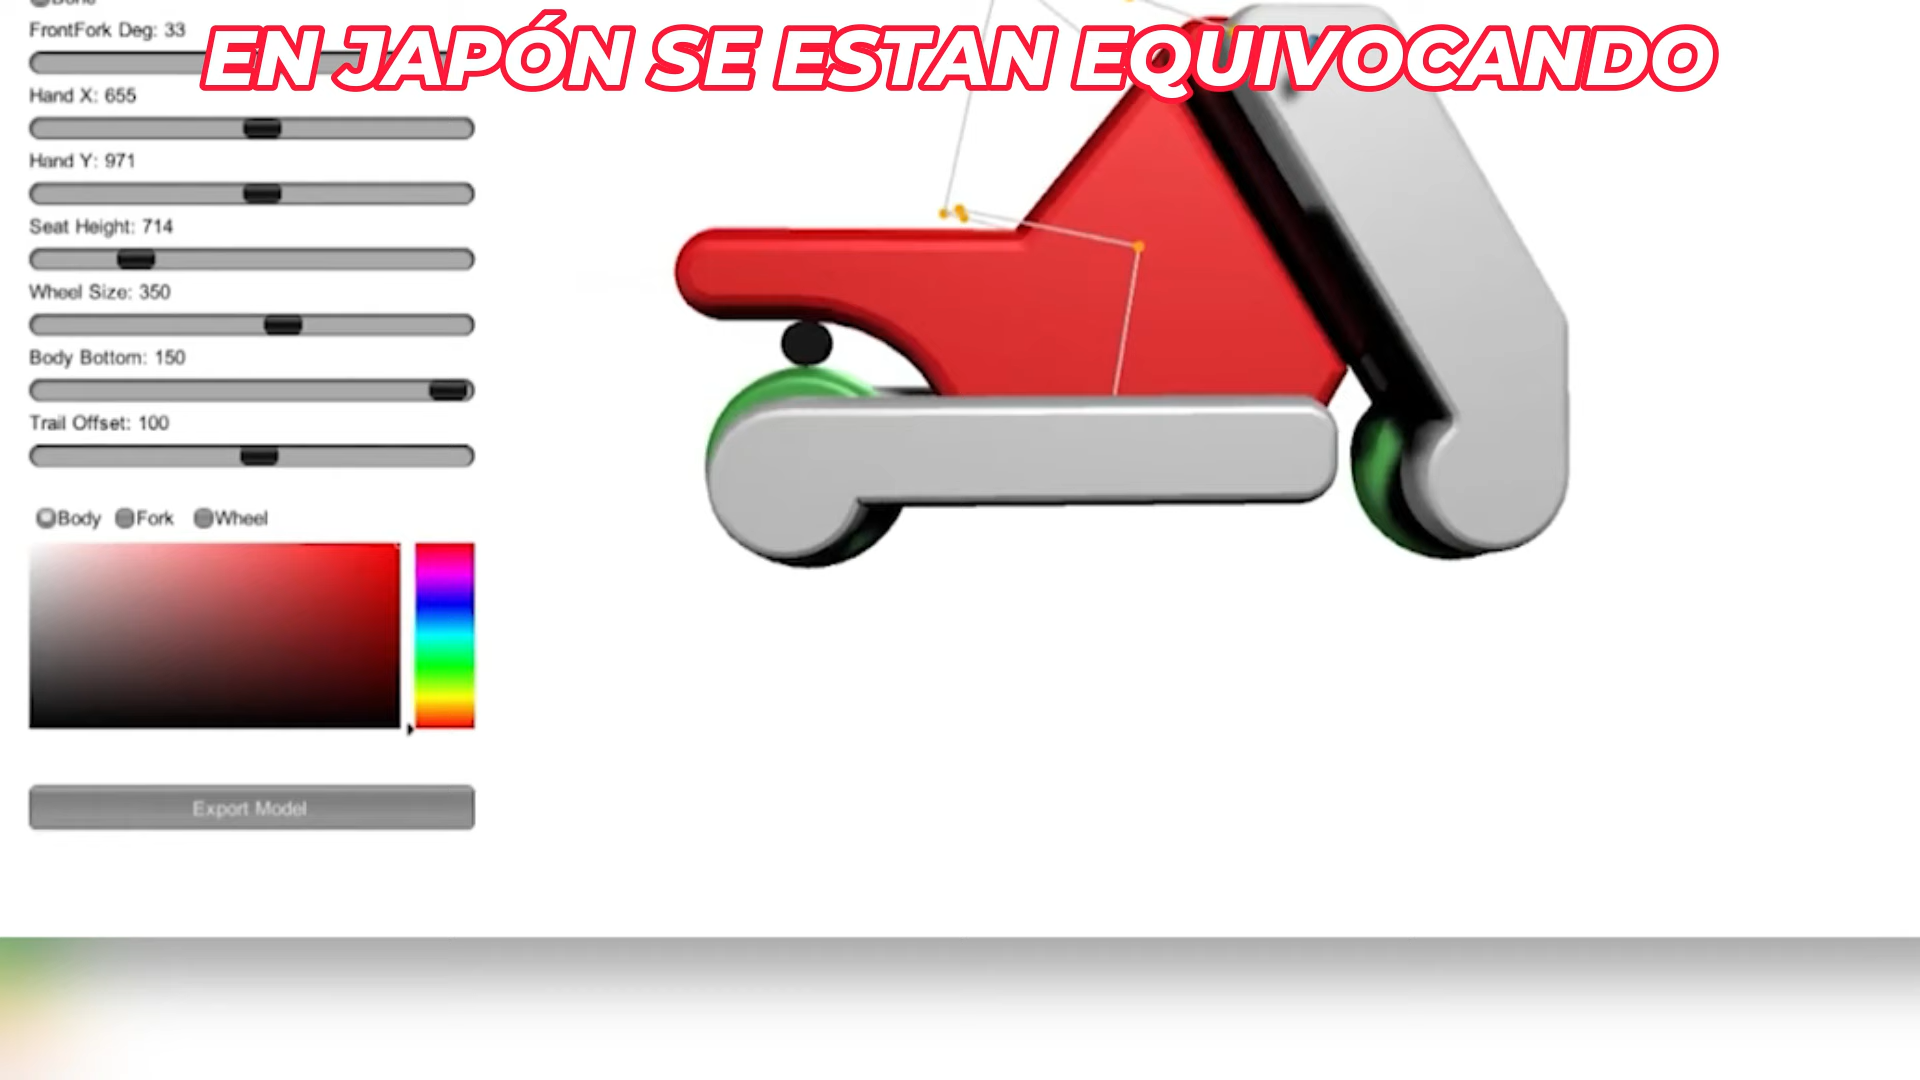 FrontFork Deg: 33
EN JAPÓN SE ESTAN EQUIVOCANDO
Hand X: 655
Hand Y: 971
Seat Height: 714
Wheel Size: 350
Body Bottom: 150
Trail Offset: 100
Body Fork Wheel
Export Model